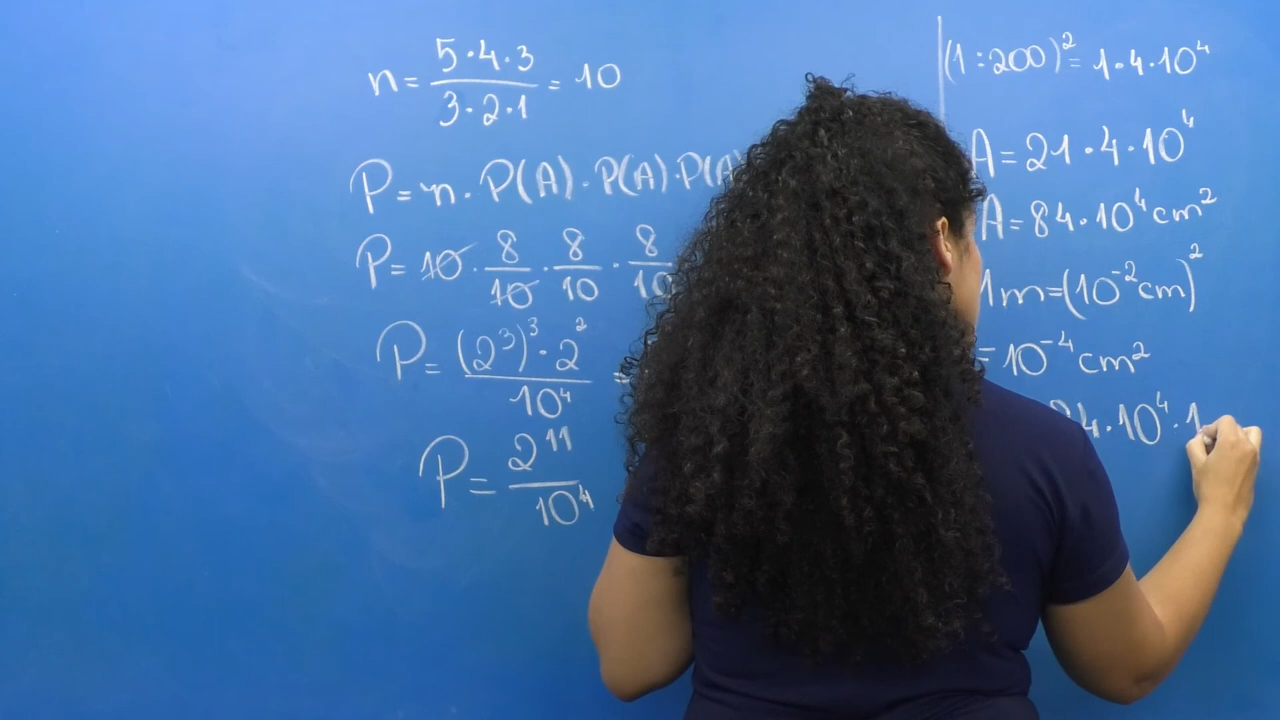 n = 5·4·3 / 3·2·1 = 10
P = n · P(A) · P(A) · P(A)
P = 10 · 8/10 · 8/10 · 8/10
P = (2³)³ · 2² / 10⁴ =
P = 2¹¹ / 10⁴
(1:200)² = 1·4·10⁴
A = 21·4·10⁴
A = 84·10⁴ cm²
1m = (10⁻² cm)²
= 10⁻⁴ cm²
4·10⁴·1